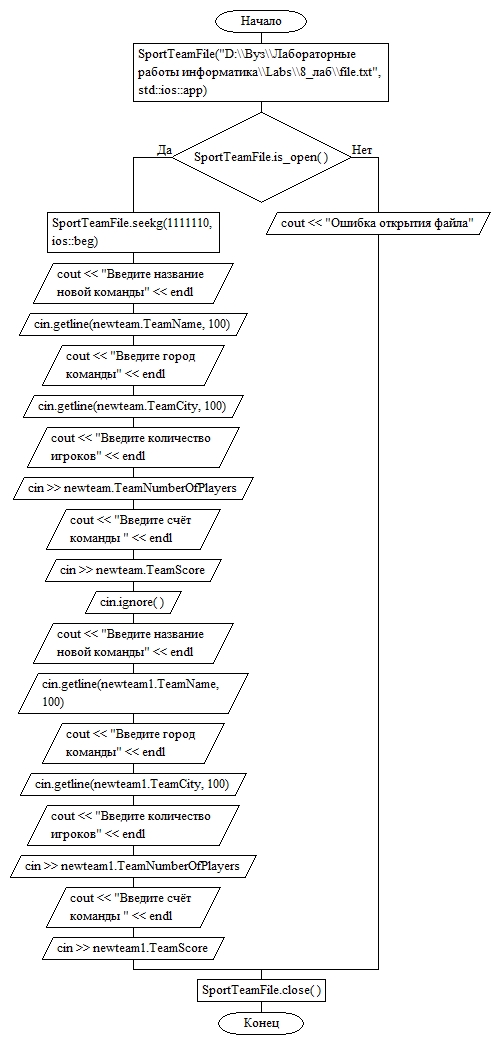 Начало
SportTeamFile("D:\\Вуз\\Лабораторные
работы информатика\\Labs\\8_лаб\\file.txt",
std::ios::app)
Да
SportTeamFile.is_open( )
Нет
SportTeamFile.seekg(1111110,
ios::beg)
cout << "Ошибка открытия файла"
cout << "Введите название
новой команды" << endl
cin.getline(newteam.TeamName, 100)
cout << "Введите город
команды" << endl
cin.getline(newteam.TeamCity, 100)
cout << "Введите количество
игроков" << endl
cin >> newteam.TeamNumberOfPlayers
cout << "Введите счёт
команды " << endl
cin >> newteam.TeamScore
cin.ignore( )
cout << "Введите название
новой команды" << endl
cin.getline(newteam1.TeamName,
100)
cout << "Введите город
команды" << endl
cin.getline(newteam1.TeamCity, 100)
cout << "Введите количество
игроков" << endl
cin >> newteam1.TeamNumberOfPlayers
cout << "Введите счёт
команды " << endl
cin >> newteam1.TeamScore
SportTeamFile.close( )
Конец